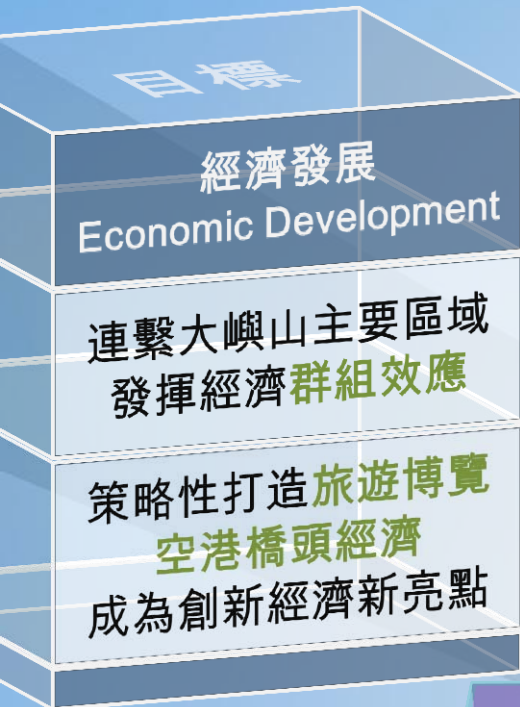 目標
經濟發展
Economic Development
連繫大嶼山主要區域
發揮經濟群組效應
策略性打造旅遊博覽
空港橋頭經濟
成為創新經濟新亮點